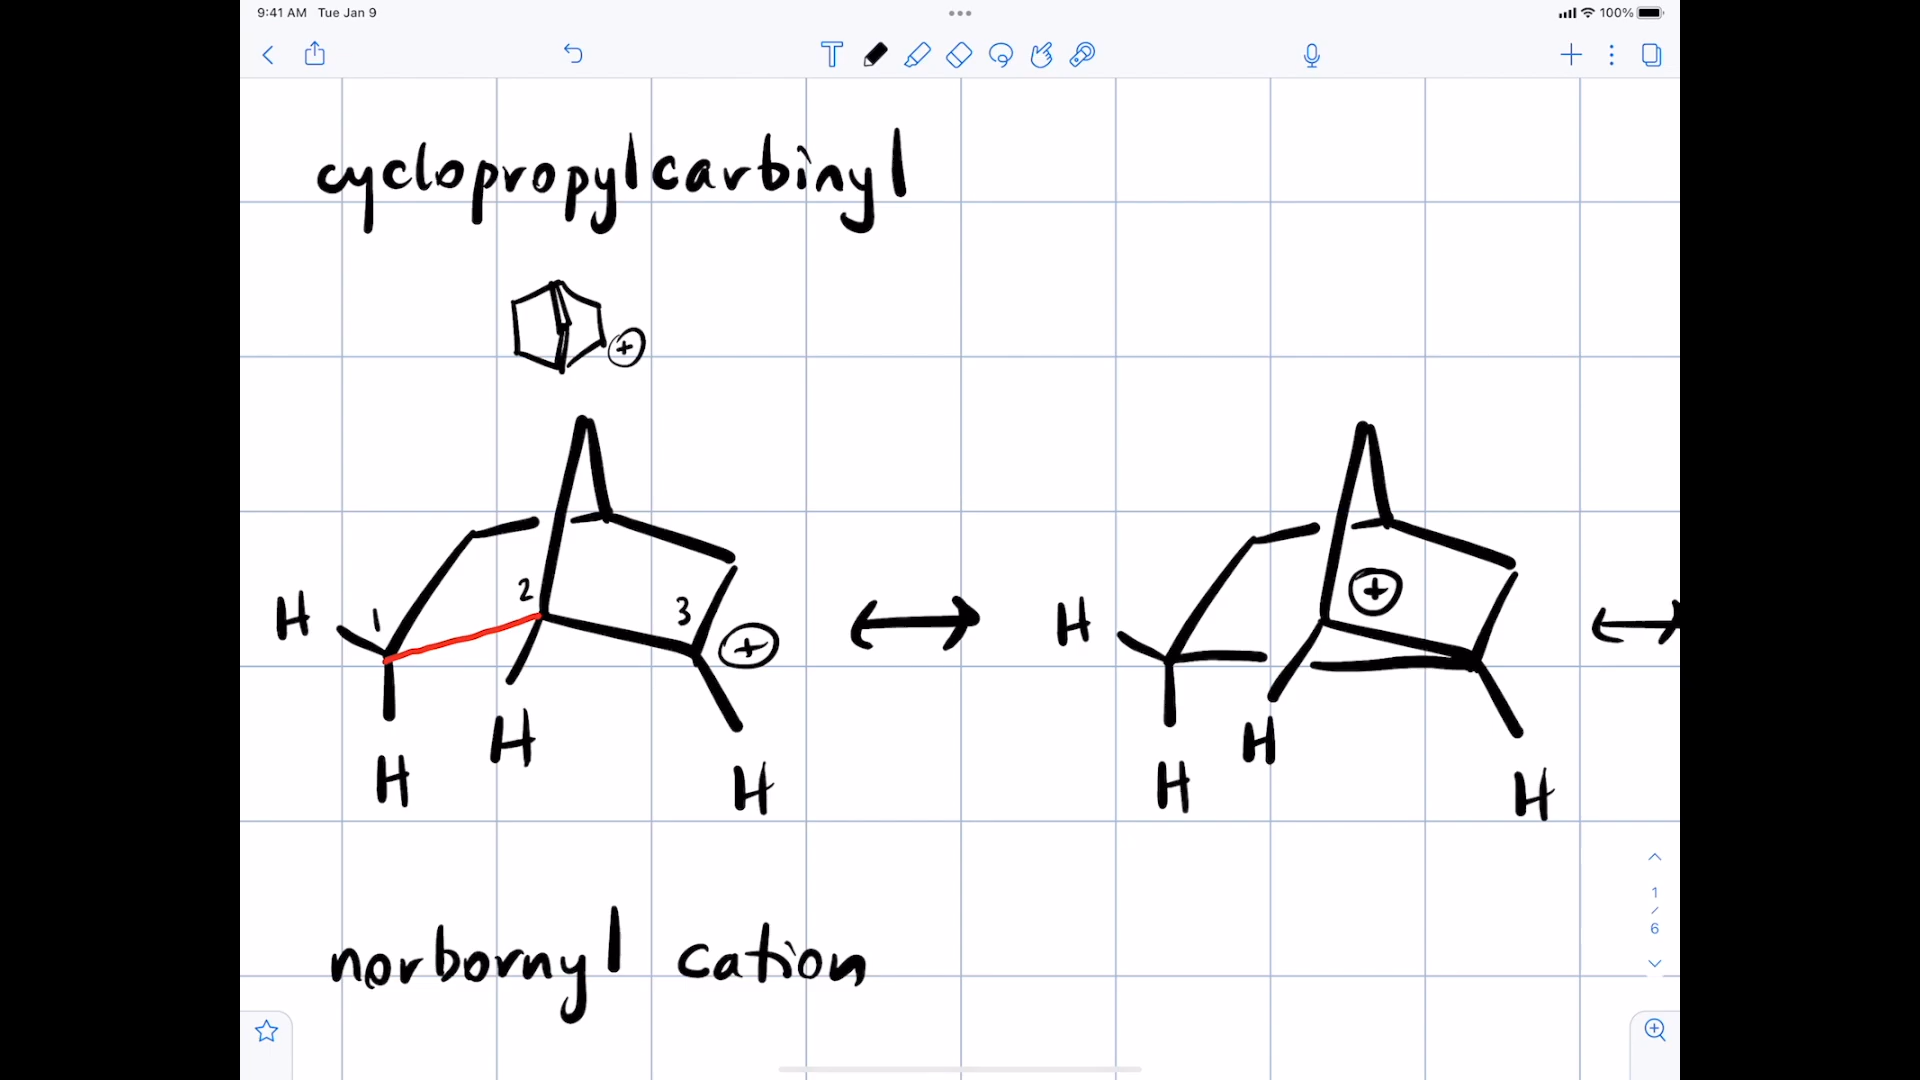 9:41 AM Tue Jan 9
100%
T
cyclopropylcarbinyl
+
2
3
1
H
+
+
H
H
H
H
H
H
H
H
1
/
6
norbornyl cation